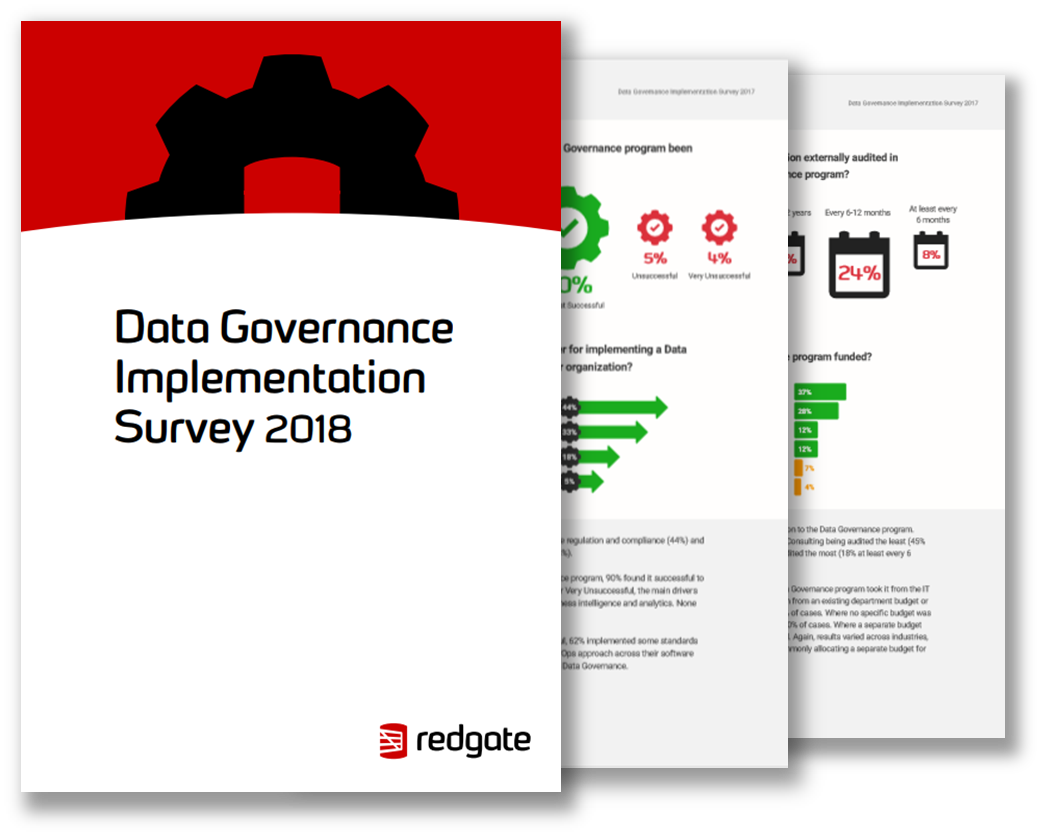 Data Governance
Implementation
Survey 2018
redgate
Data Governance Implementation Survey 2017
Governance program been
5%
4%
0%
Unsuccessful
Very Unsuccessful
Successful
for implementing a Data
organization?
44%
33%
18%
5%
regulation and compliance (44%) and
%).
program, 90% found it successful to
Very Unsuccessful, the main drivers
intelligence and analytics. None
62% implemented some standards
approach across their software
Data Governance.
Data Governance Implementation Survey 2017
externally audited in
program?
years
Every 6-12 months
At least every
6 months
%
24%
8%
program funded?
37%
28%
12%
12%
7%
4%
to the Data Governance program.
Consulting being audited the least (45%
the most (18% at least every 6
Governance program took it from the IT
from an existing department budget or
of cases. Where no specific budget was
0% of cases. Where a separate budget
Again, results varied across industries,
allocating a separate budget for